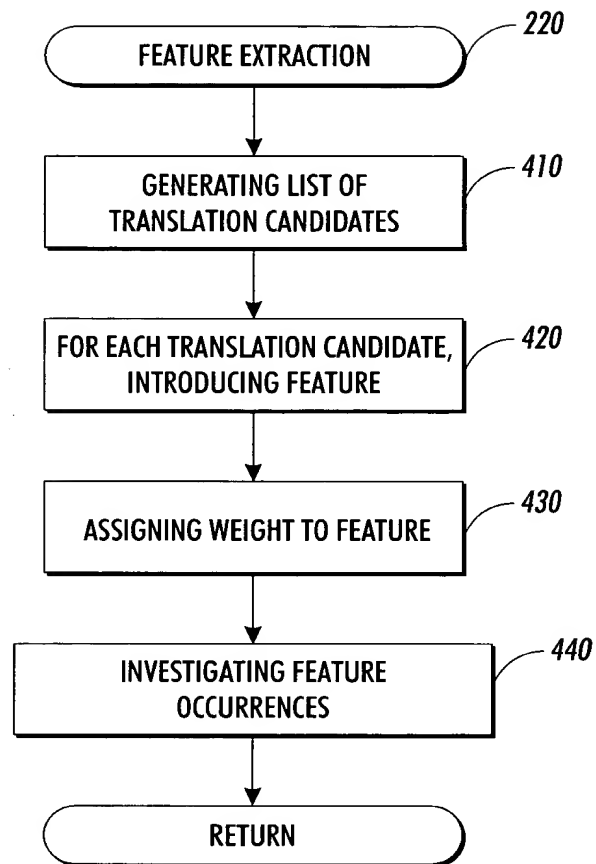 220
FEATURE EXTRACTION
410
GENERATING LIST OF
TRANSLATION CANDIDATES
420
FOR EACH TRANSLATION CANDIDATE,
INTRODUCING FEATURE
430
ASSIGNING WEIGHT TO FEATURE
440
INVESTIGATING FEATURE
OCCURRENCES
RETURN